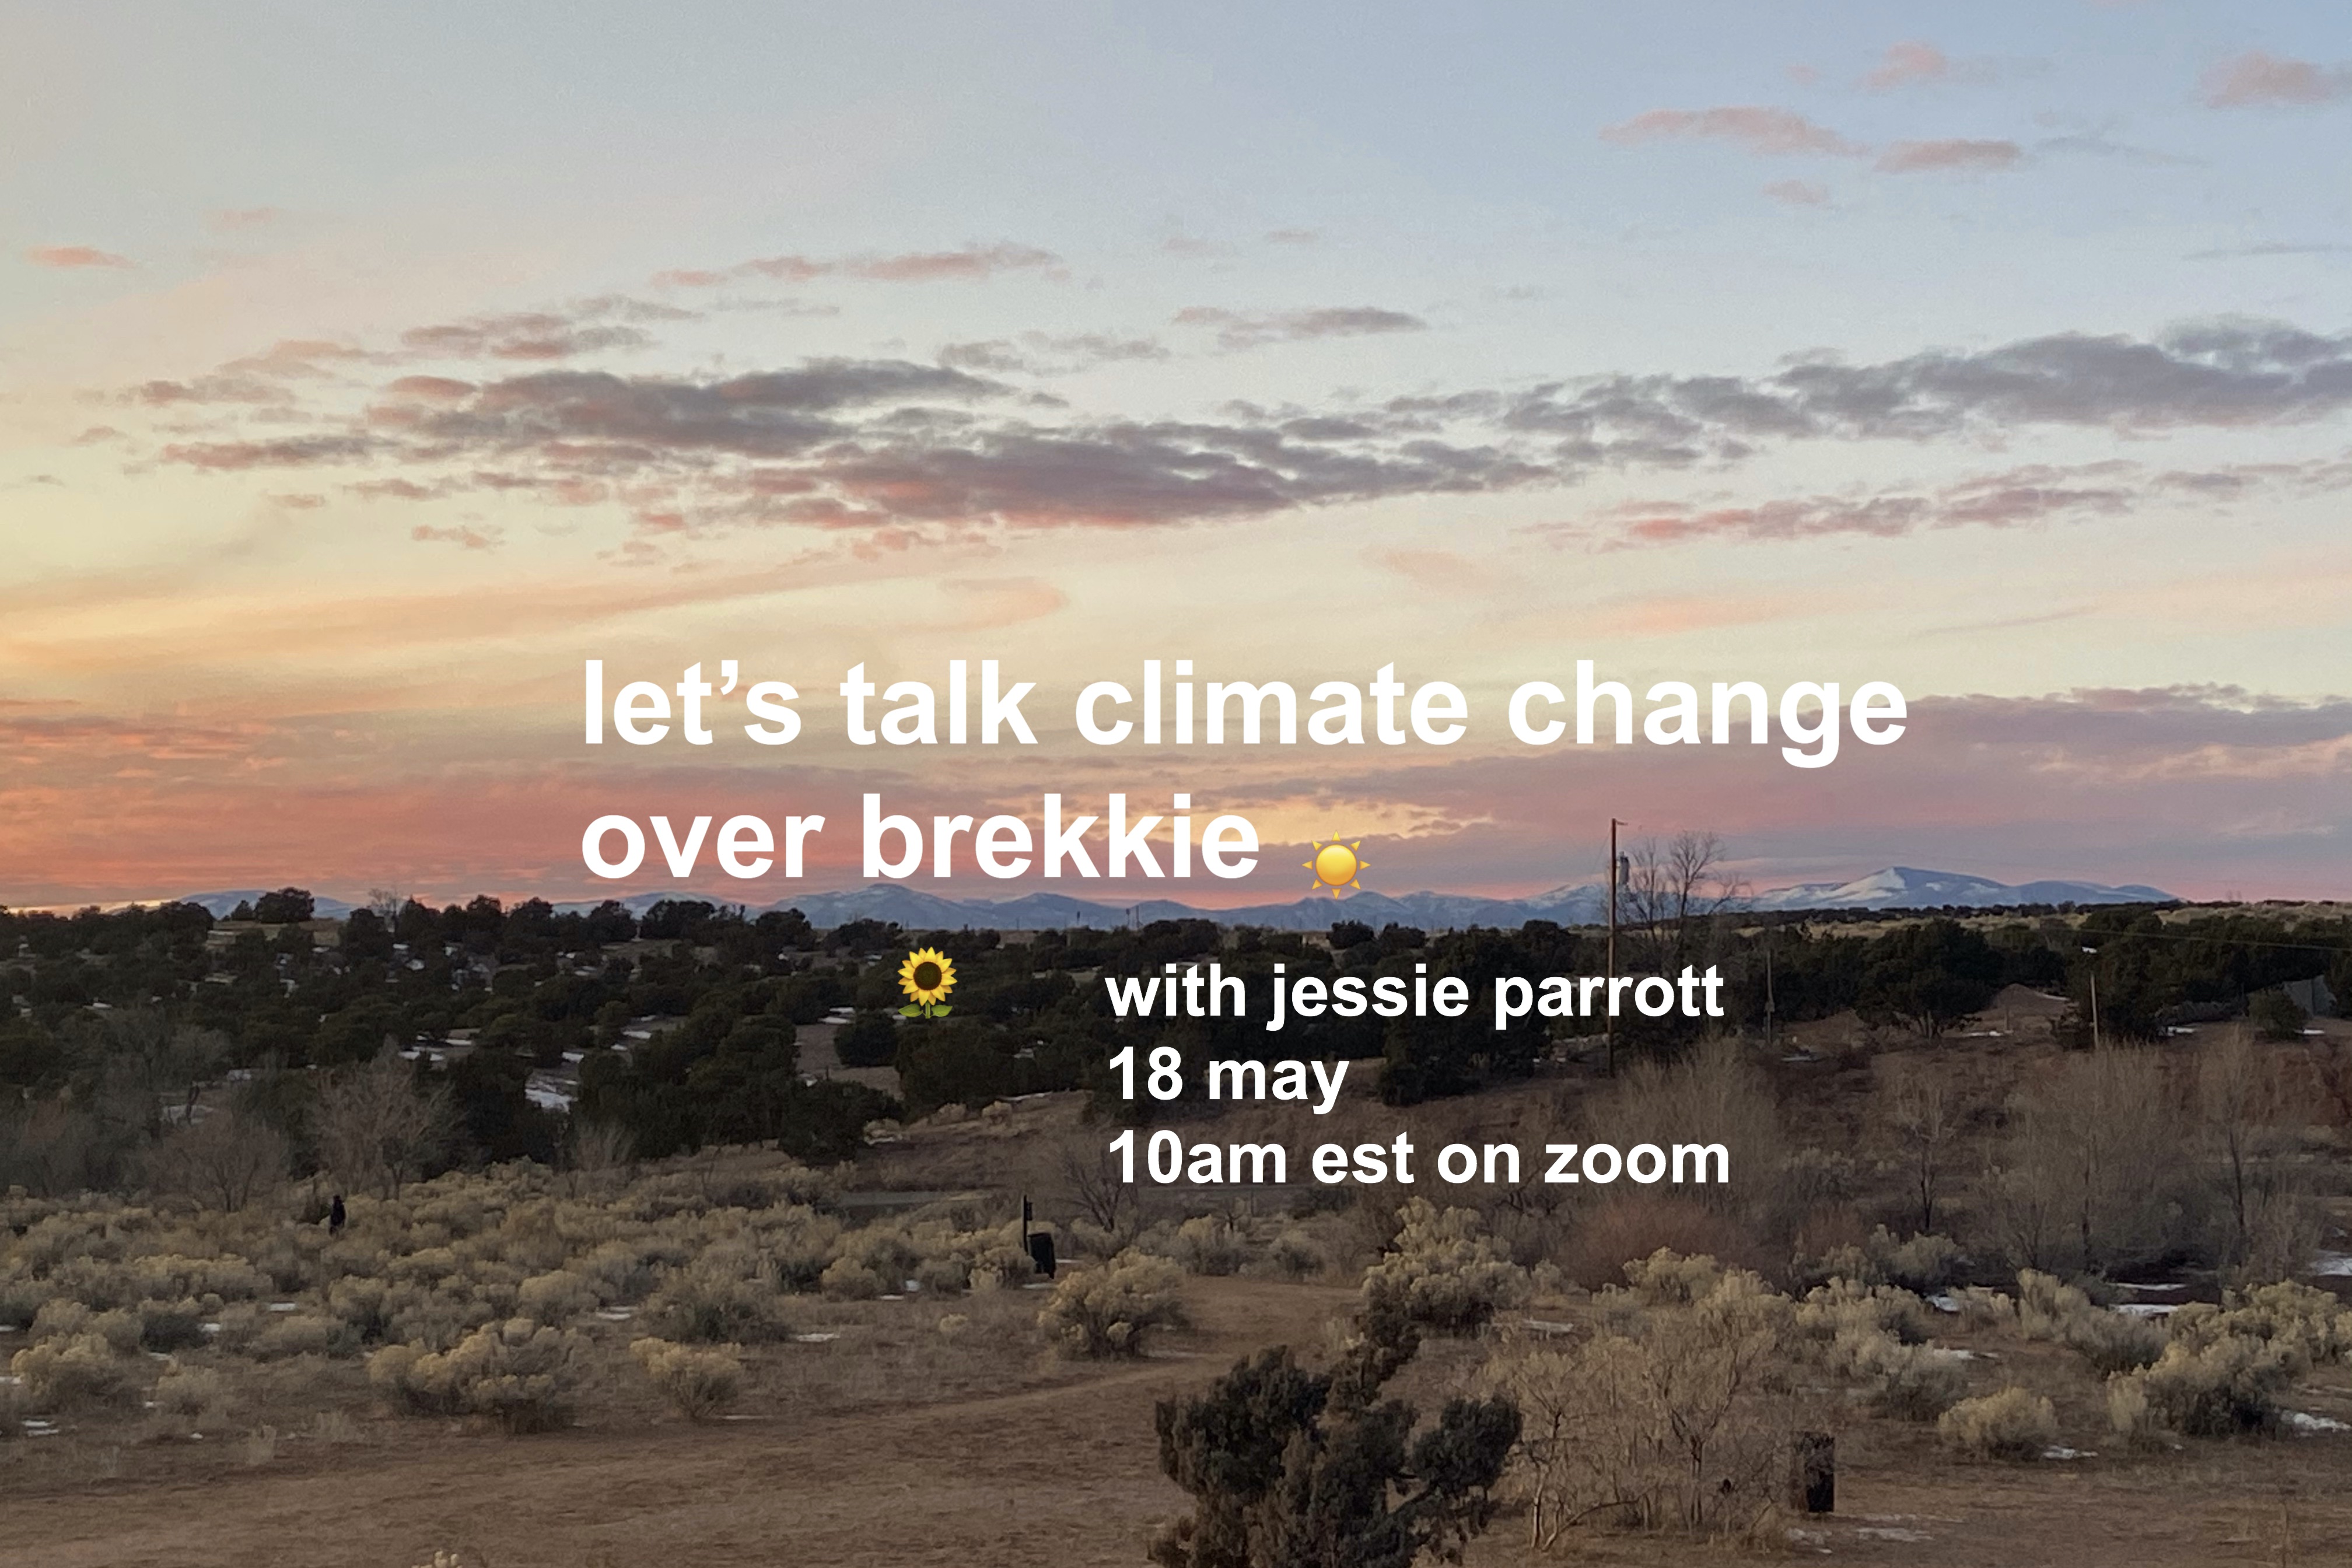 let’s talk climate change
over brekkie ☀️
🌻 with jessie parrott
18 may
10am est on zoom